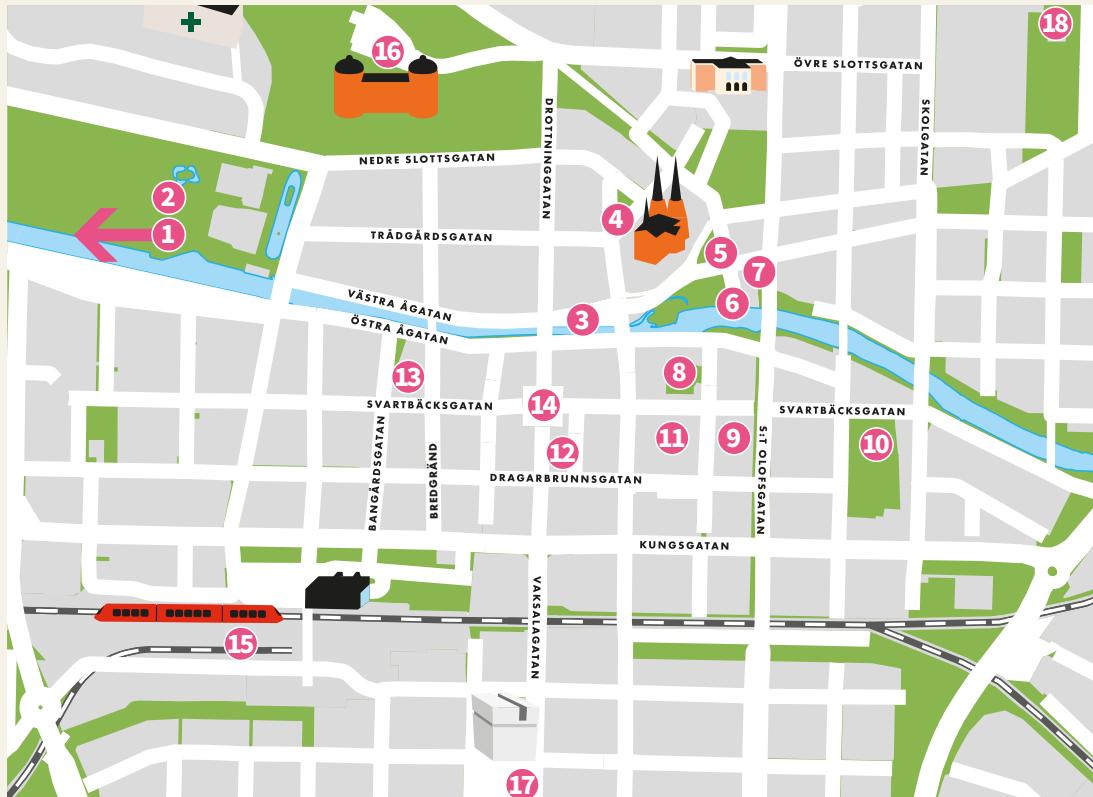 18
16
ÖVRE SLOTTSGATAN
DROTTNINGGATAN
SKOLGATAN
NEDRE SLOTTSGATAN
2
4
1
TRÄDGÅRDSGATAN
5
7
VÄSTRA ÅGATAN
6
3
ÖSTRA ÅGATAN
8
13
14
SVARTBÄCKSGATAN
SVARTBÄCKSGATAN
BANGÅRDSGATAN
BREDGRÄND
12
11
9
10
S:T OLOFSGATAN
DRAGARBRUNNSGATAN
KUNGSGATAN
VAKSALAGATAN
15
17